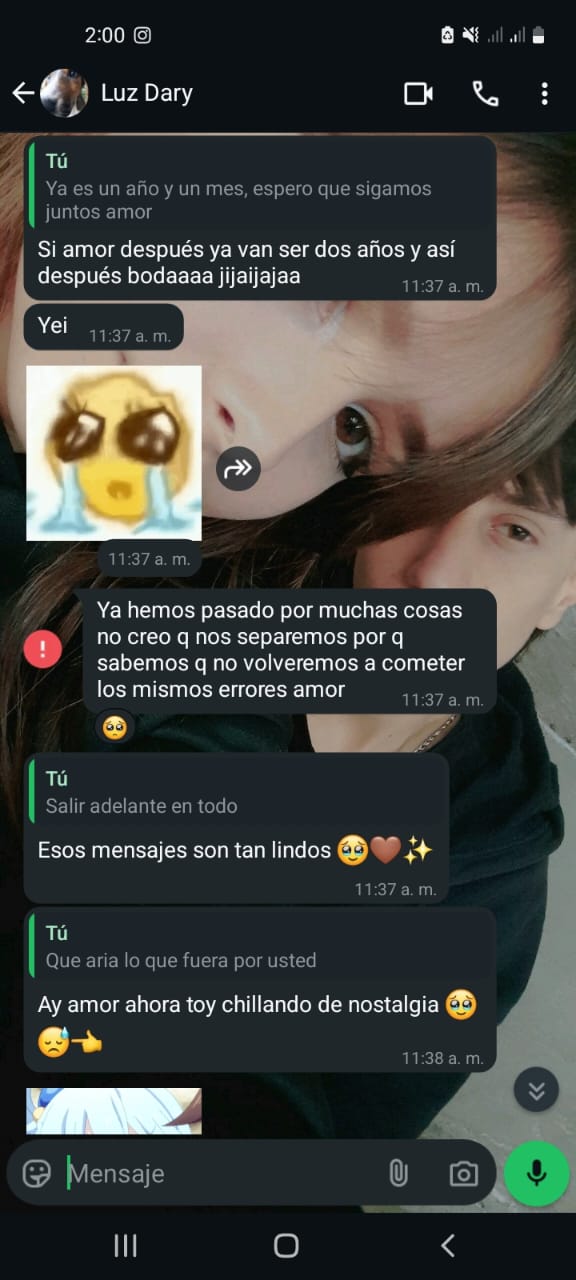 2:00
Luz Dary
Tú
Ya es un año y un mes, espero que sigamos
juntos amor
Si amor después ya van ser dos años y así
después bodaaaa jijaijajaa
11:37 a. m.
Yei
11:37 a. m.
11:37 a. m.
Ya hemos pasado por muchas cosas
no creo q nos separemos por q
sabemos q no volveremos a cometer
los mismos errores amor
11:37 a. m.
Tú
Salir adelante en todo
Esos mensajes son tan lindos 🥹🤎✨
11:37 a. m.
Tú
Que aria lo que fuera por usted
Ay amor ahora toy chillando de nostalgia 🥹
😓👈
11:38 a. m.
Mensaje